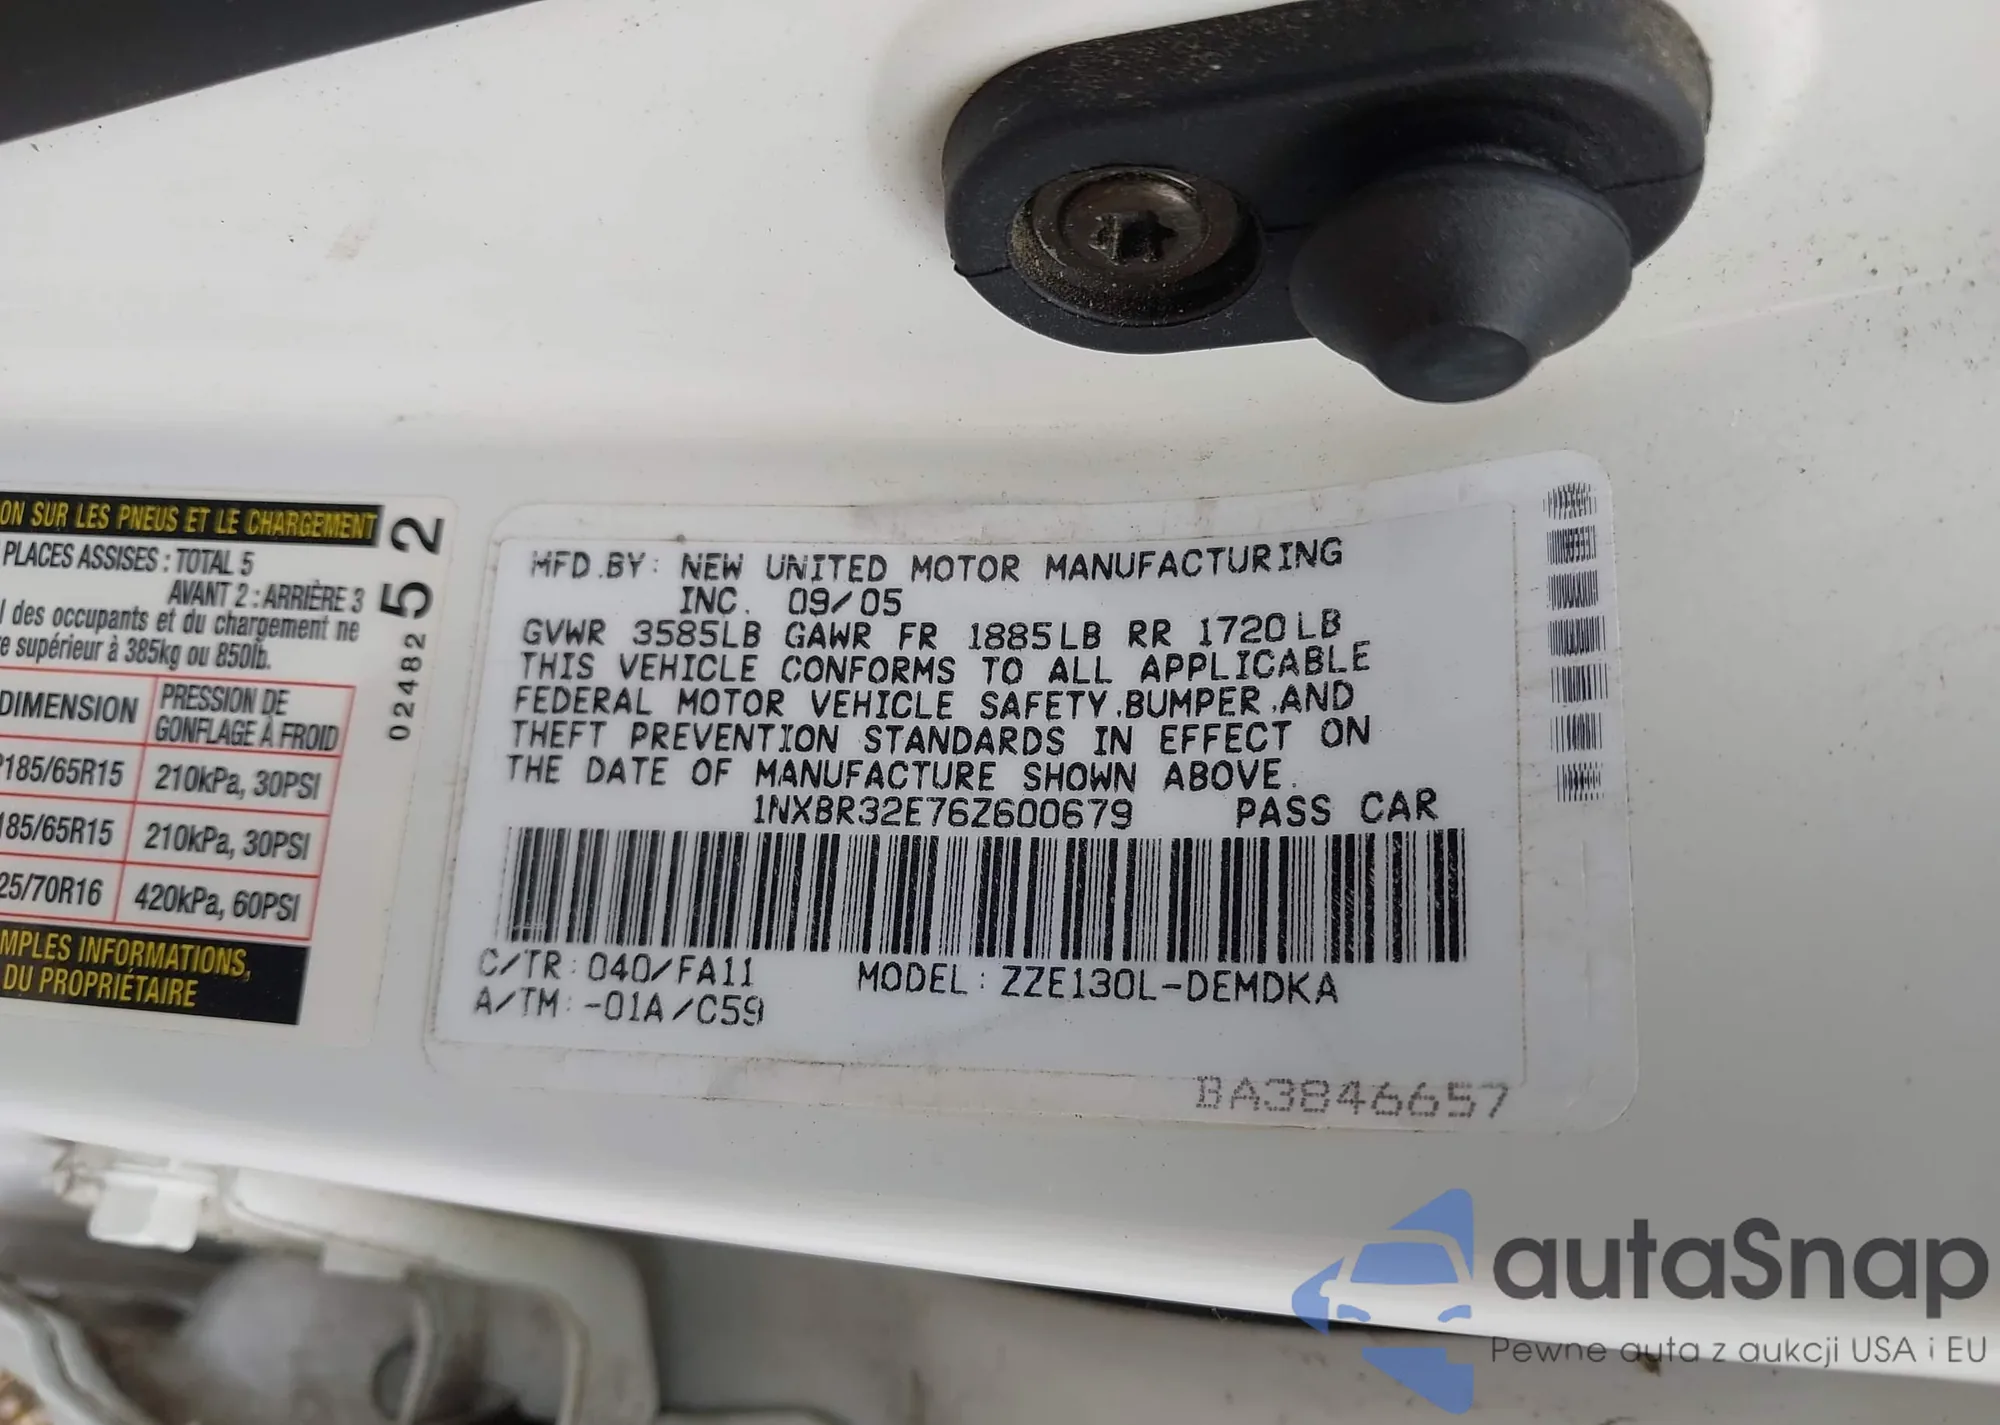 ON SUR LES PNEUS ET LE CHARGEMENT
PLACES ASSISES : TOTAL 5
AVANT 2 : ARRIÈRE 3
des occupants et du chargement ne
supérieur à 385kg ou 850lb.
DIMENSION
PRESSION DE
GONFLAGE À FROID
P185/65R15 210kPa, 30PSI
185/65R15 210kPa, 30PSI
25/70R16 420kPa, 60PSI
MPLES INFORMATIONS,
DU PROPRIÉTAIRE
02482 52
MFD.BY: NEW UNITED MOTOR MANUFACTURING
INC. 09/05
GVWR 3585LB GAWR FR 1885LB RR 1720LB
THIS VEHICLE CONFORMS TO ALL APPLICABLE
FEDERAL MOTOR VEHICLE SAFETY,BUMPER,AND
THEFT PREVENTION STANDARDS IN EFFECT ON
THE DATE OF MANUFACTURE SHOWN ABOVE.
1NXBR32E76Z600679 PASS CAR
C/TR: 040/FA11 MODEL: ZZE130L-DEMDKA
A/TM: -01A/C59
BA3846657
autaSnap
Pewne auta z aukcji USA i EU